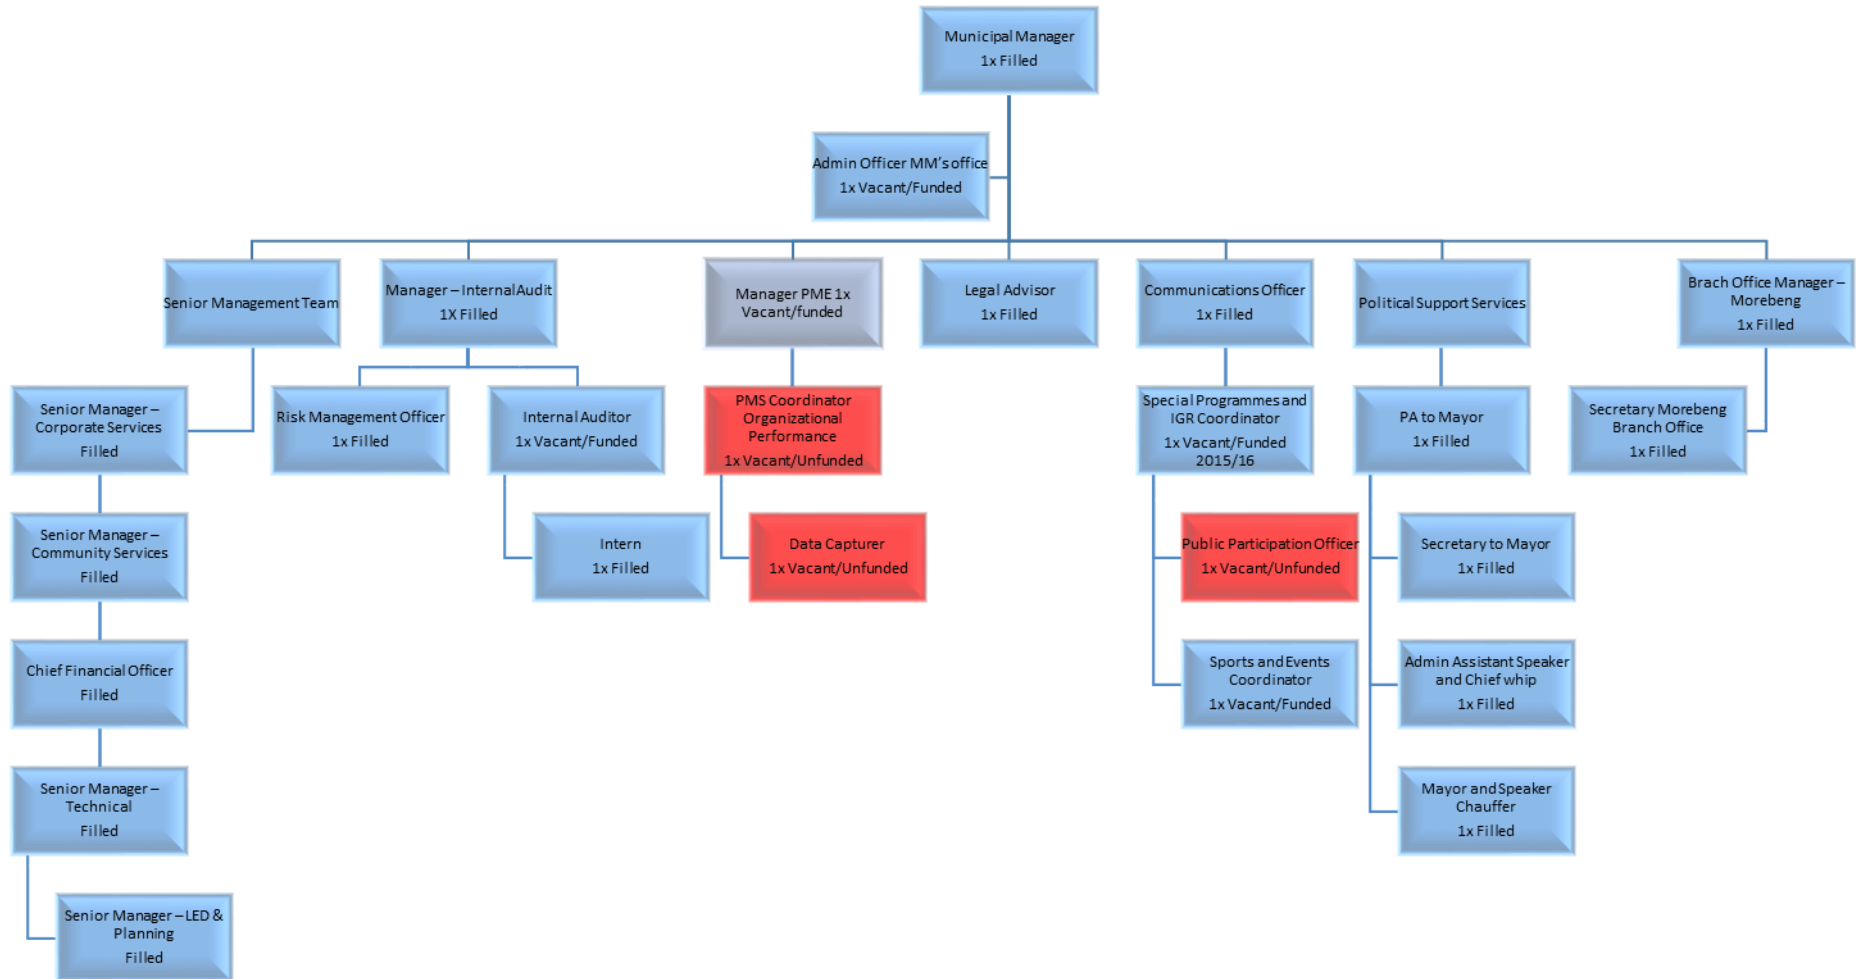 Municipal Manager
1x Filled
Admin Officer MM's office
1x Vacant/Funded
Senior Management Team
Manager – Internal Audit
1X Filled
Manager PME 1x
Vacant/funded
Legal Advisor
1x Filled
Communications Officer
1x Filled
Political Support Services
Brach Office Manager –
Morebeng
1x Filled
Senior Manager –
Corporate Services
Filled
Risk Management Officer
1x Filled
Internal Auditor
1x Vacant/Funded
PMS Coordinator
Organizational
Performance
1x Vacant/Unfunded
Special Programmes and
IGR Coordinator
1x Vacant/Funded
2015/16
PA to Mayor
1x Filled
Secretary Morebeng
Branch Office
1x Filled
Senior Manager –
Community Services
Filled
Intern
1x Filled
Data Capturer
1x Vacant/Unfunded
Public Participation Officer
1x Vacant/Unfunded
Secretary to Mayor
1x Filled
Chief Financial Officer
Filled
Sports and Events
Coordinator
1x Vacant/Funded
Admin Assistant Speaker
and Chief whip
1x Filled
Senior Manager –
Technical
Filled
Mayor and Speaker
Chauffer
1x Filled
Senior Manager – LED &
Planning
Filled